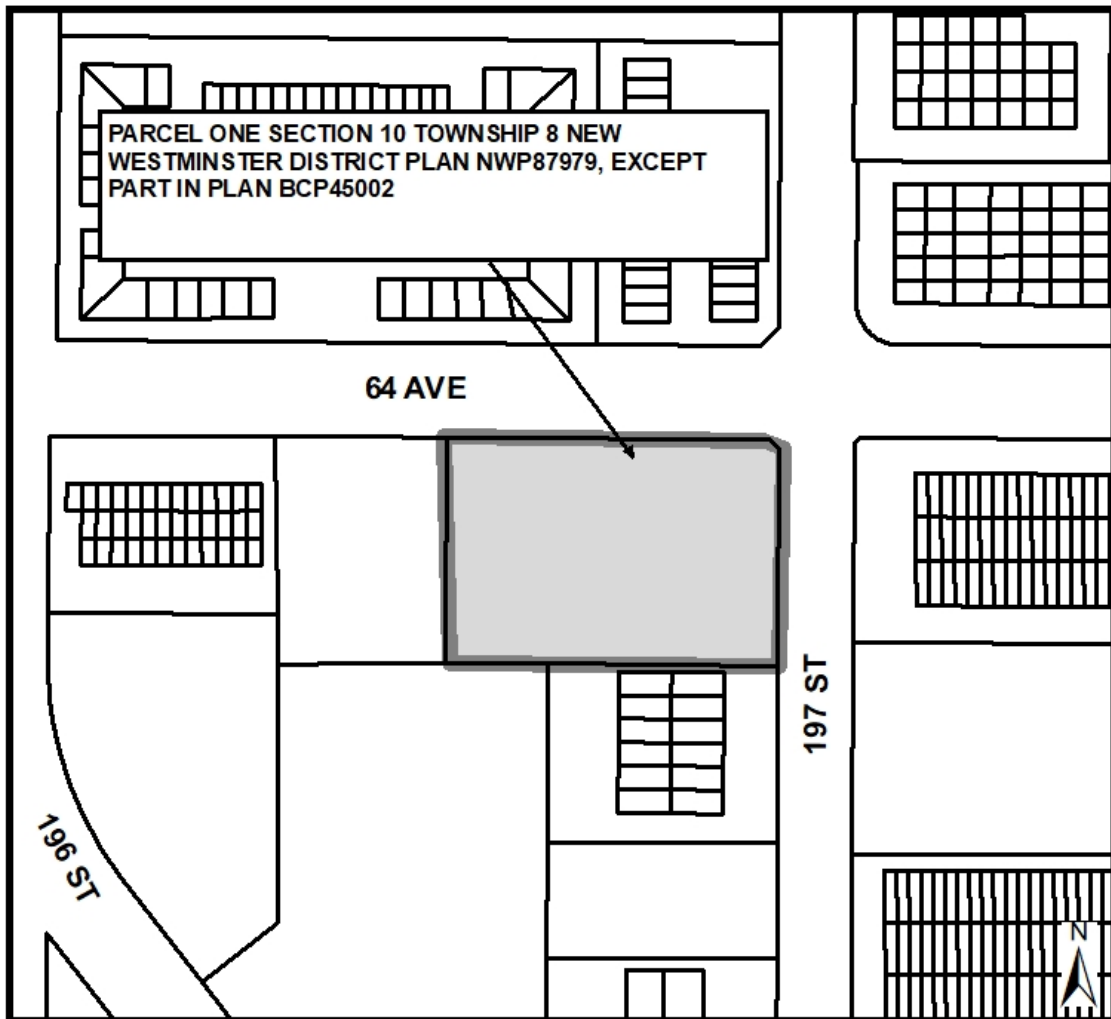 PARCEL ONE SECTION 10 TOWNSHIP 8 NEW
WESTMINSTER DISTRICT PLAN NWP87979, EXCEPT
PART IN PLAN BCP45002
64 AVE
197 ST
196 ST
N